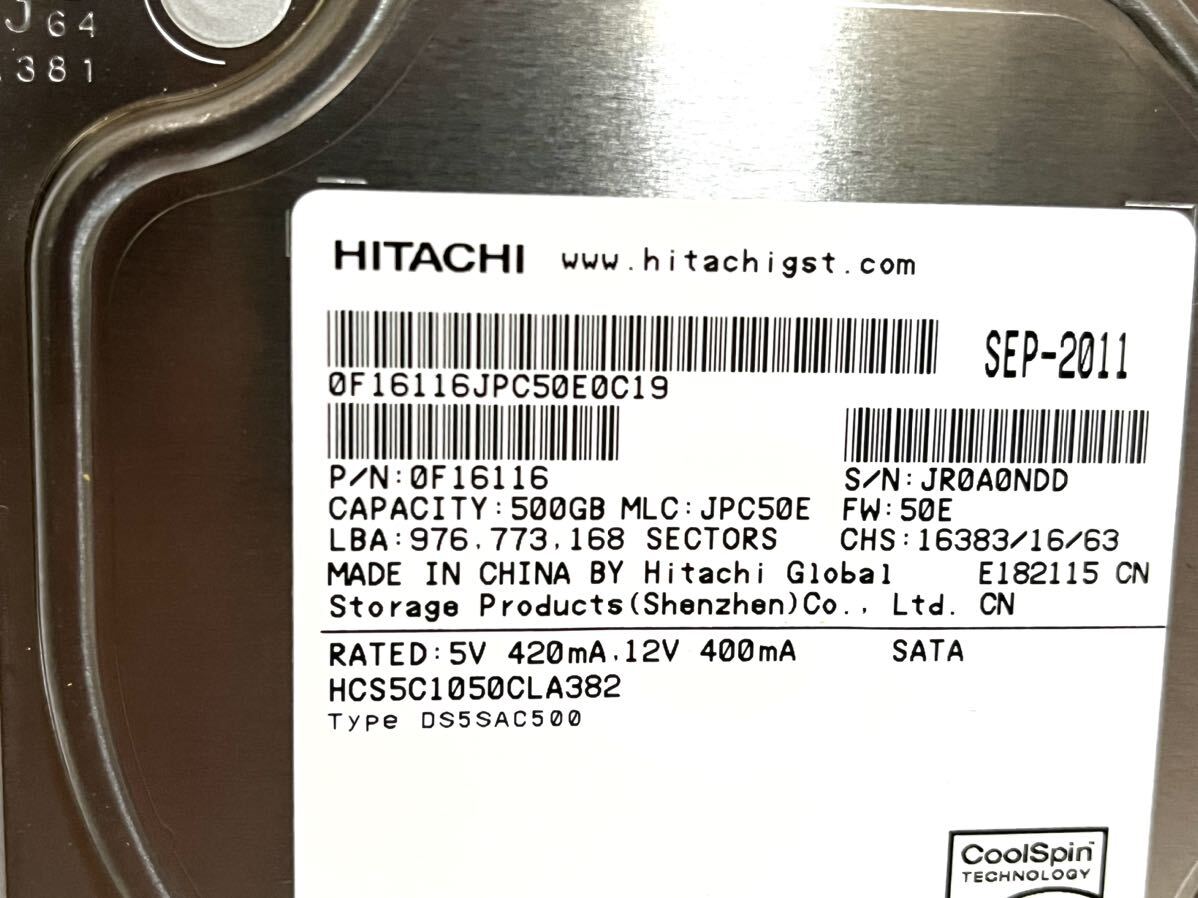 J 64
381
HITACHI www.hitachigst.com
SEP-2011
0F16116JPC50E0C19
P/N:0F16116 S/N:JR0A0NDD
CAPACITY:500GB MLC:JPC50E FW:50E
LBA:976,773,168 SECTORS CHS:16383/16/63
MADE IN CHINA BY Hitachi Global E182115 CN
Storage Products(Shenzhen)Co., Ltd. CN
RATED:5V 420mA,12V 400mA SATA
HCS5C1050CLA382
Type DS5SAC500
CoolSpin™
TECHNOLOGY